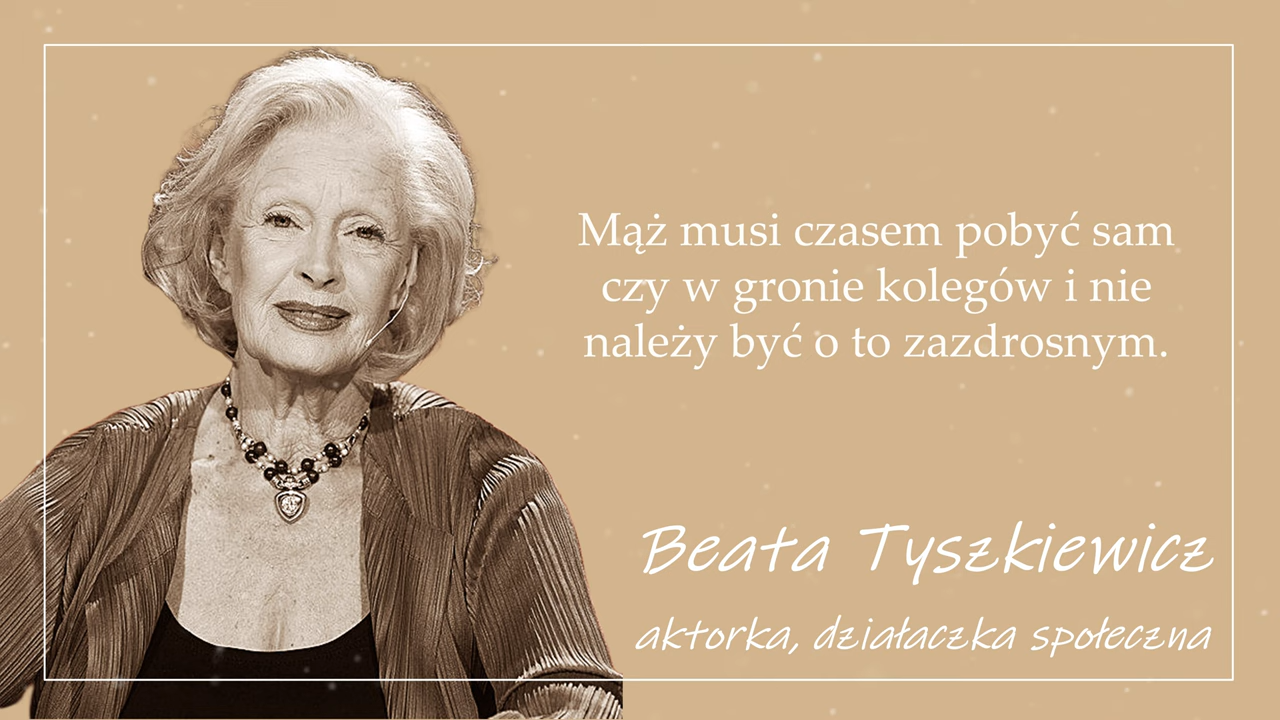 Mąż musi czasem pobyć sam
czy w gronie kolegów i nie
należy być o to zazdrosnym.
Beata Tyszkiewicz
aktorka, działaczka społeczna